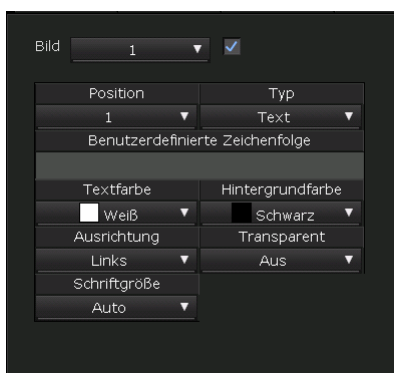 Bild 1
Position Typ
1 Text
Benutzerdefinierte Zeichenfolge
Textfarbe Hintergrundfarbe
Weiß Schwarz
Ausrichtung Transparent
Links Aus
Schriftgröße
Auto